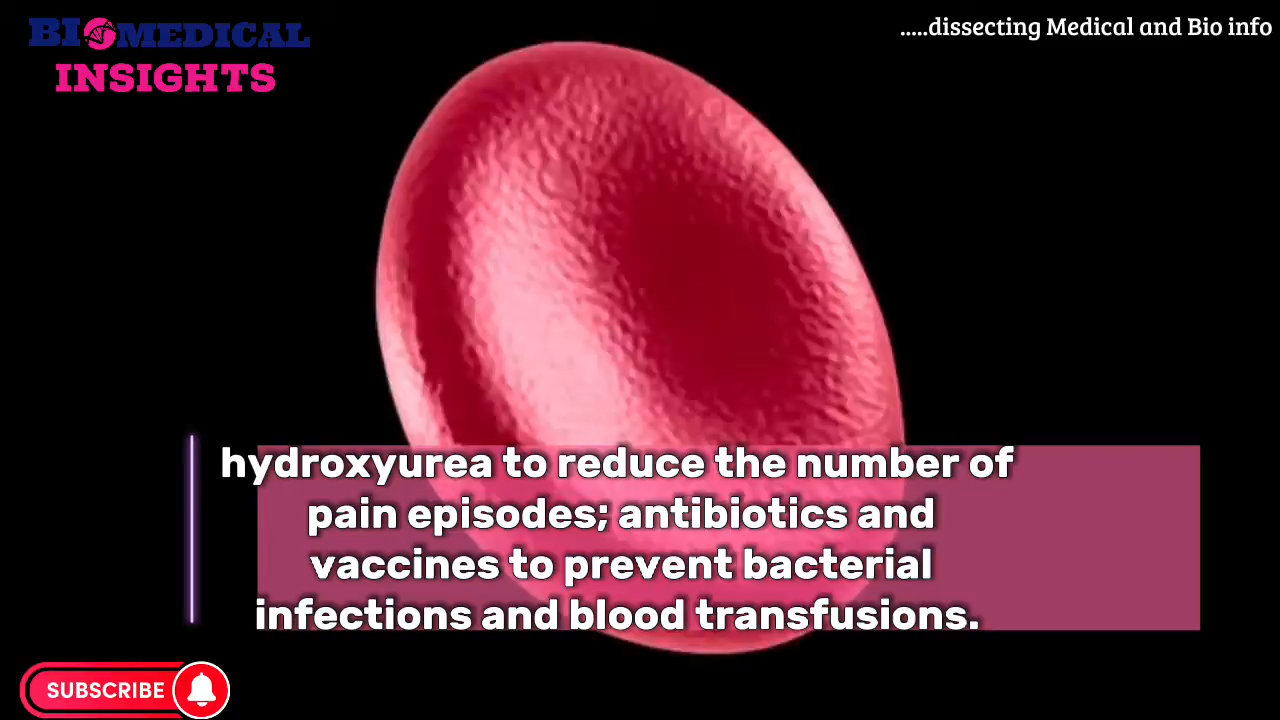 BIOMEDICAL
INSIGHTS
.....dissecting Medical and Bio info
hydroxyurea to reduce the number of
pain episodes; antibiotics and
vaccines to prevent bacterial
infections and blood transfusions.
SUBSCRIBE